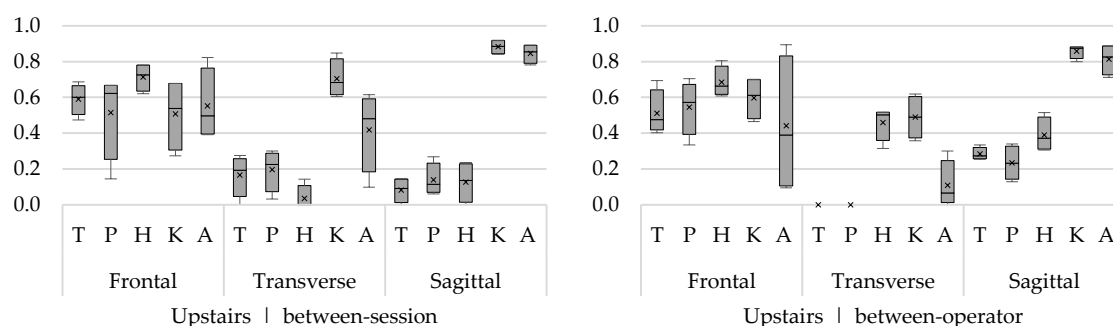 1.0
0.8
0.6
0.4
0.2
0.0
T P H K A T P H K A T P H K A
Frontal Transverse Sagittal
Upstairs | between-session
1.0
0.8
0.6
0.4
0.2
0.0
T P H K A T P H K A T P H K A
Frontal Transverse Sagittal
Upstairs | between-operator